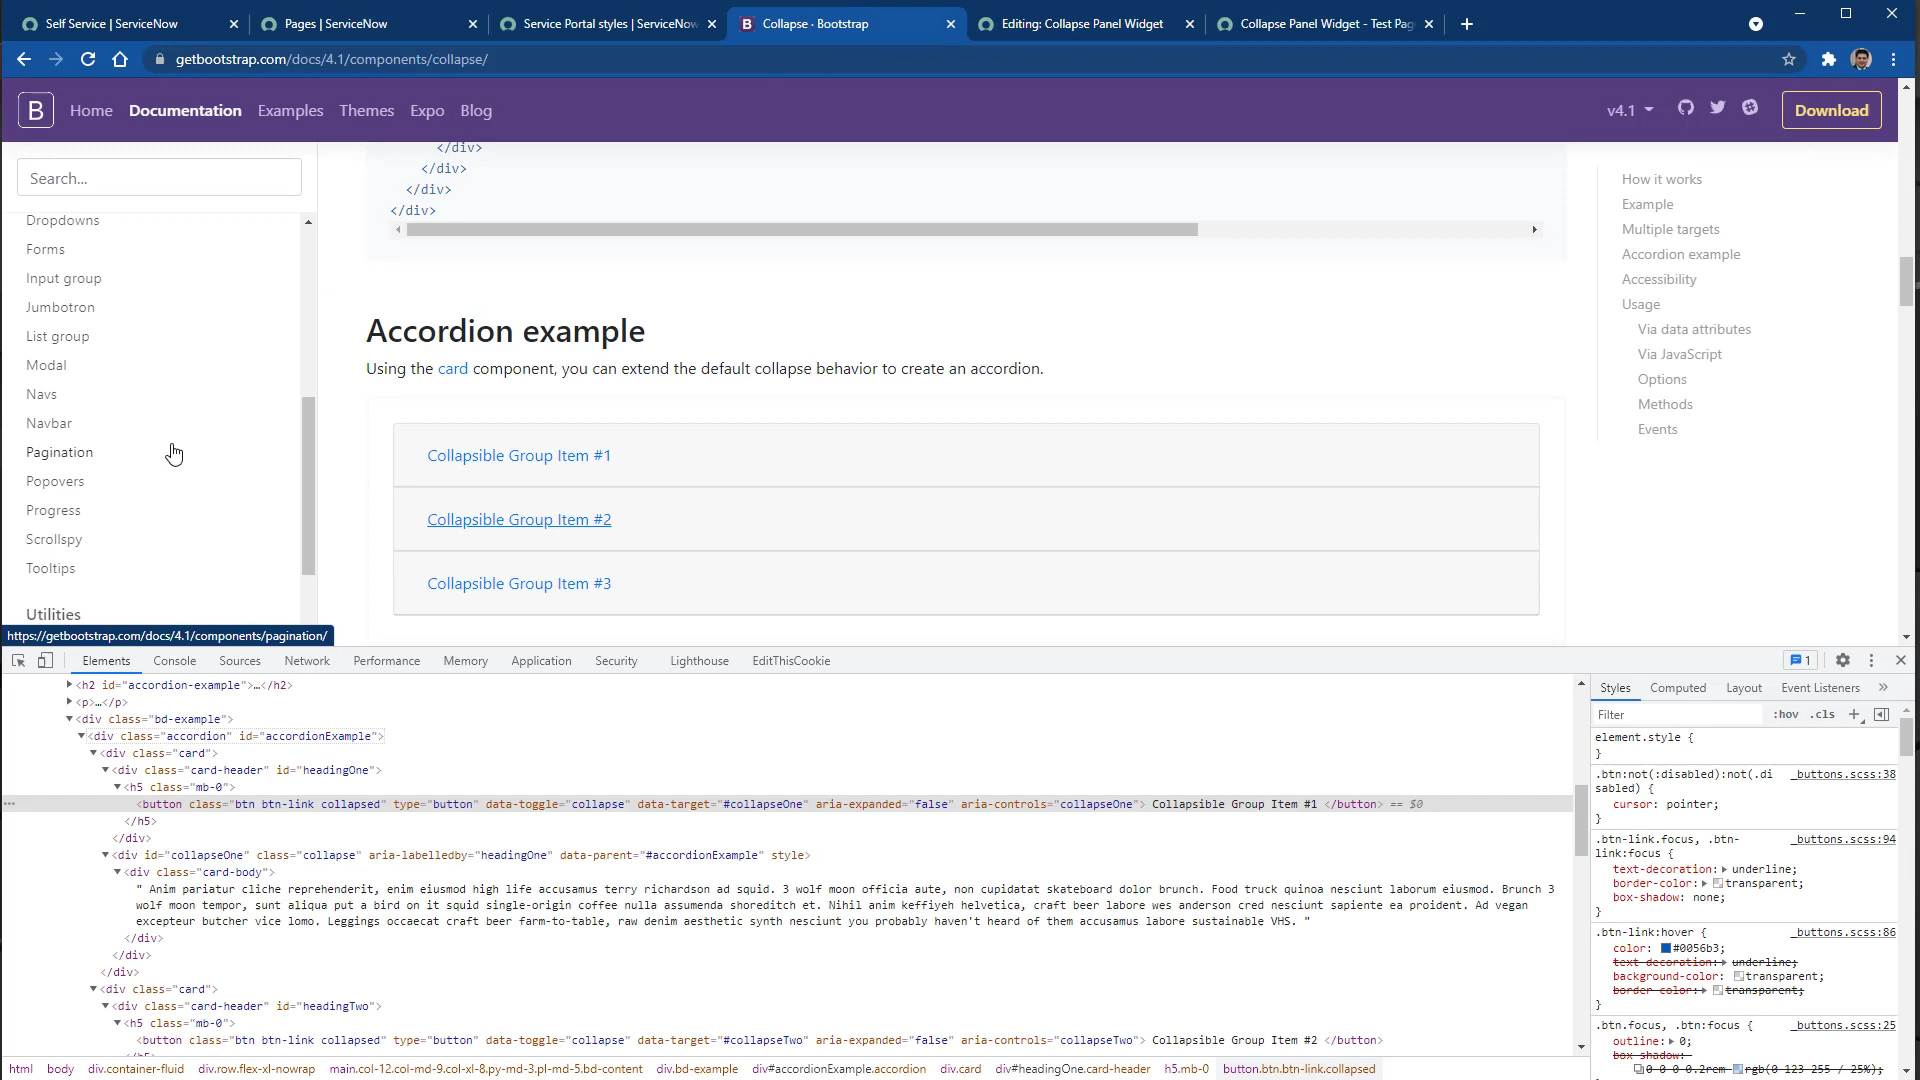 Self Service | ServiceNow
Pages | ServiceNow
Service Portal styles | ServiceNow
B Collapse · Bootstrap
Editing: Collapse Panel Widget
Collapse Panel Widget - Test Pag
getbootstrap.com/docs/4.1/components/collapse/
B Home Documentation Examples Themes Expo Blog
v4.1
Download
Search...
Dropdowns
Forms
Input group
Jumbotron
List group
Modal
Navs
Navbar
Pagination
Popovers
Progress
Scrollspy
Tooltips
Utilities
https://getbootstrap.com/docs/4.1/components/pagination/
</div>
</div>
</div>
</div>
Accordion example
Using the card component, you can extend the default collapse behavior to create an accordion.
Collapsible Group Item #1
Collapsible Group Item #2
Collapsible Group Item #3
How it works
Example
Multiple targets
Accordion example
Accessibility
Usage
Via data attributes
Via JavaScript
Options
Methods
Events
Elements Console Sources Network Performance Memory Application Security Lighthouse EditThisCookie
1
<h2 id="accordion-example">…</h2>
<p>…</p>
<div class="bd-example">
<div class="accordion" id="accordionExample">
<div class="card">
<div class="card-header" id="headingOne">
<h5 class="mb-0">
<button class="btn btn-link collapsed" type="button" data-toggle="collapse" data-target="#collapseOne" aria-expanded="false" aria-controls="collapseOne"> Collapsible Group Item #1 </button> == $0
</h5>
</div>
<div id="collapseOne" class="collapse" aria-labelledby="headingOne" data-parent="#accordionExample" style>
<div class="card-body">
" Anim pariatur cliche reprehenderit, enim eiusmod high life accusamus terry richardson ad squid. 3 wolf moon officia aute, non cupidatat skateboard dolor brunch. Food truck quinoa nesciunt laborum eiusmod. Brunch 3
wolf moon tempor, sunt aliqua put a bird on it squid single-origin coffee nulla assumenda shoreditch et. Nihil anim keffiyeh helvetica, craft beer labore wes anderson cred nesciunt sapiente ea proident. Ad vegan
excepteur butcher vice lomo. Leggings occaecat craft beer farm-to-table, raw denim aesthetic synth nesciunt you probably haven't heard of them accusamus labore sustainable VHS. "
</div>
</div>
</div>
<div class="card">
<div class="card-header" id="headingTwo">
<h5 class="mb-0">
<button class="btn btn-link collapsed" type="button" data-toggle="collapse" data-target="#collapseTwo" aria-expanded="false" aria-controls="collapseTwo"> Collapsible Group Item #2 </button>
html body div.container-fluid div.row.flex-xl-nowrap main.col-12.col-md-9.col-xl-8.py-md-3.pl-md-5.bd-content div.bd-example div#accordionExample.accordion div.card div#headingOne.card-header h5.mb-0 button.btn.btn-link.collapsed
Styles Computed Layout Event Listeners »
Filter :hov .cls +
element.style {
}
.btn:not(:disabled):not(.di _buttons.scss:38
sabled) {
cursor: pointer;
}
.btn-link.focus, .btn- _buttons.scss:94
link:focus {
text-decoration: underline;
border-color: transparent;
box-shadow: none;
}
.btn-link:hover { _buttons.scss:86
color: #0056b3;
text-decoration: underline;
background-color: transparent;
border-color: transparent;
}
.btn.focus, .btn:focus { _buttons.scss:25
outline: 0;
box-shadow:
0 0 0 0.2rem rgb(0 123 255 / 25%);